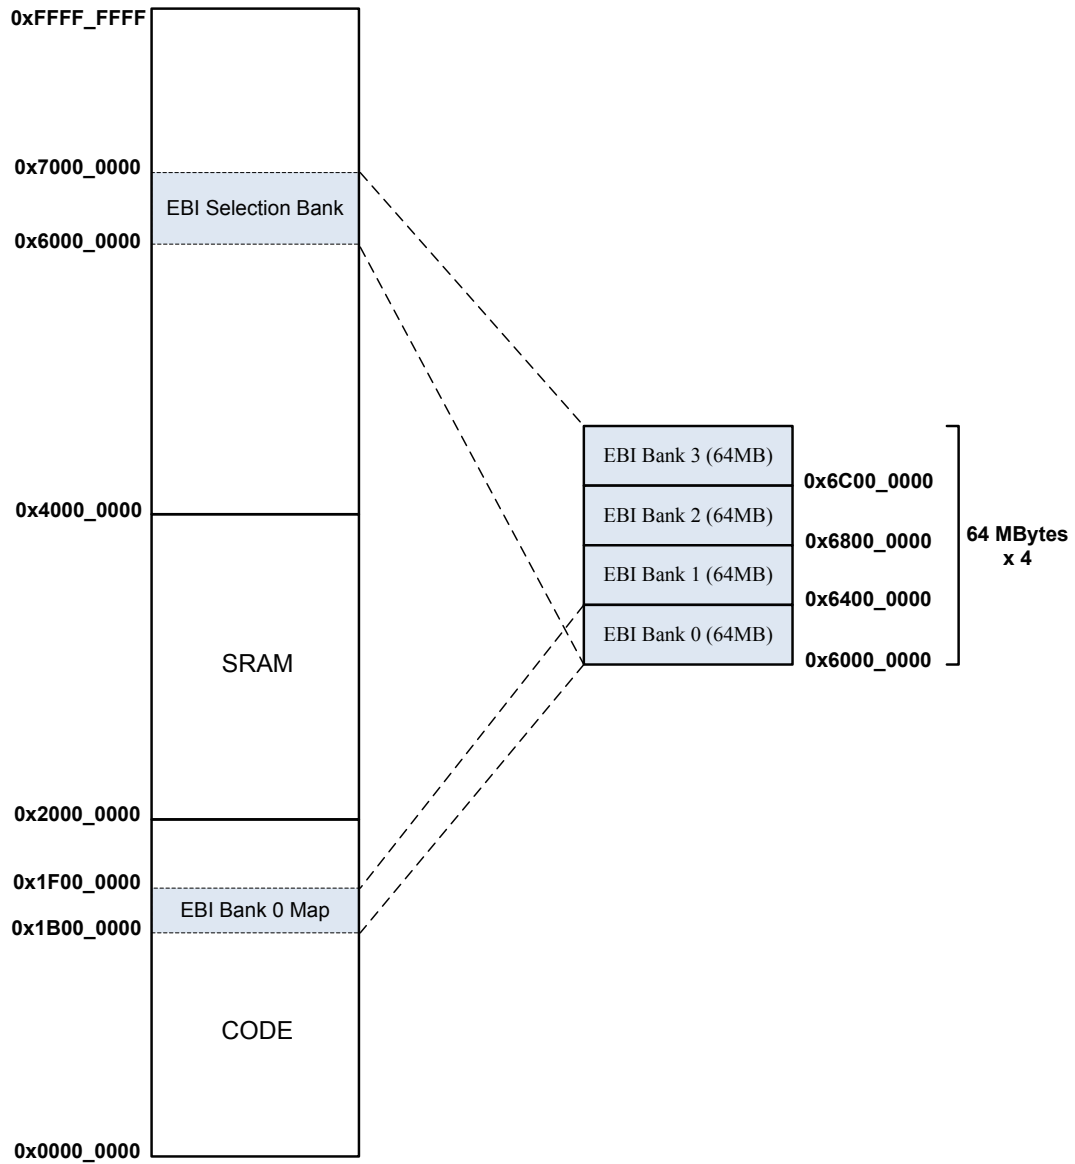 0xFFFF_FFFF
0x7000_0000
EBI Selection Bank
0x6000_0000
EBI Bank 3 (64MB)
0x6C00_0000
EBI Bank 2 (64MB)
0x4000_0000
0x6800_0000
64 MBytes
x 4
EBI Bank 1 (64MB)
0x6400_0000
EBI Bank 0 (64MB)
0x6000_0000
SRAM
0x2000_0000
0x1F00_0000
EBI Bank 0 Map
0x1B00_0000
CODE
0x0000_0000